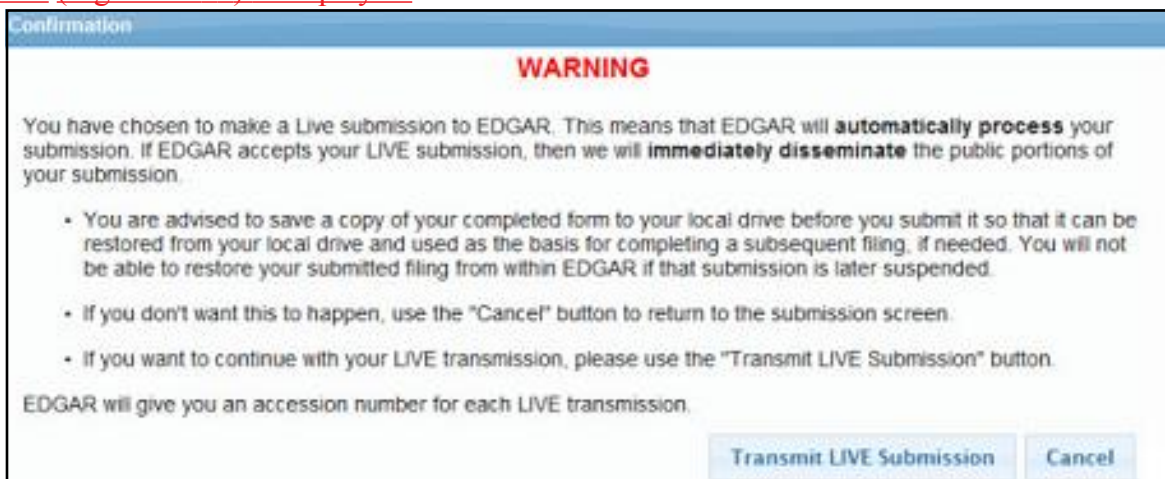 Confirmation
WARNING
You have chosen to make a Live submission to EDGAR. This means that EDGAR will automatically process your
submission. If EDGAR accepts your LIVE submission, then we will immediately disseminate the public portions of
your submission.
• You are advised to save a copy of your completed form to your local drive before you submit it so that it can be
restored from your local drive and used as the basis for completing a subsequent filing, if needed. You will not
be able to restore your submitted filing from within EDGAR if that submission is later suspended.
• If you don't want this to happen, use the "Cancel" button to return to the submission screen.
• If you want to continue with your LIVE transmission, please use the "Transmit LIVE Submission" button.
EDGAR will give you an accession number for each LIVE transmission.
Transmit LIVE Submission Cancel